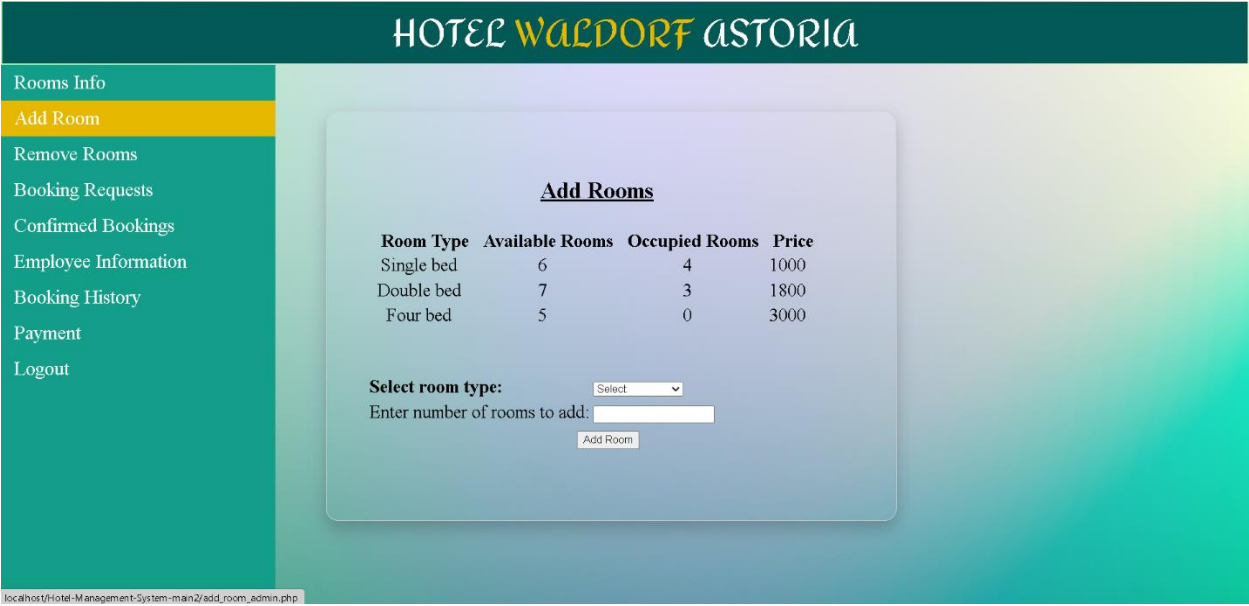 HOTEL WALDORF ASTORIA
Rooms Info
Add Room
Remove Rooms
Booking Requests
Confirmed Bookings
Employee Information
Booking History
Payment
Logout
Add Rooms
Room Type Available Rooms Occupied Rooms Price
Single bed 6 4 1000
Double bed 7 3 1800
Four bed 5 0 3000
Select room type: Select
Enter number of rooms to add:
Add Room
localhost/Hotel-Management-System-main2/add_room_admin.php